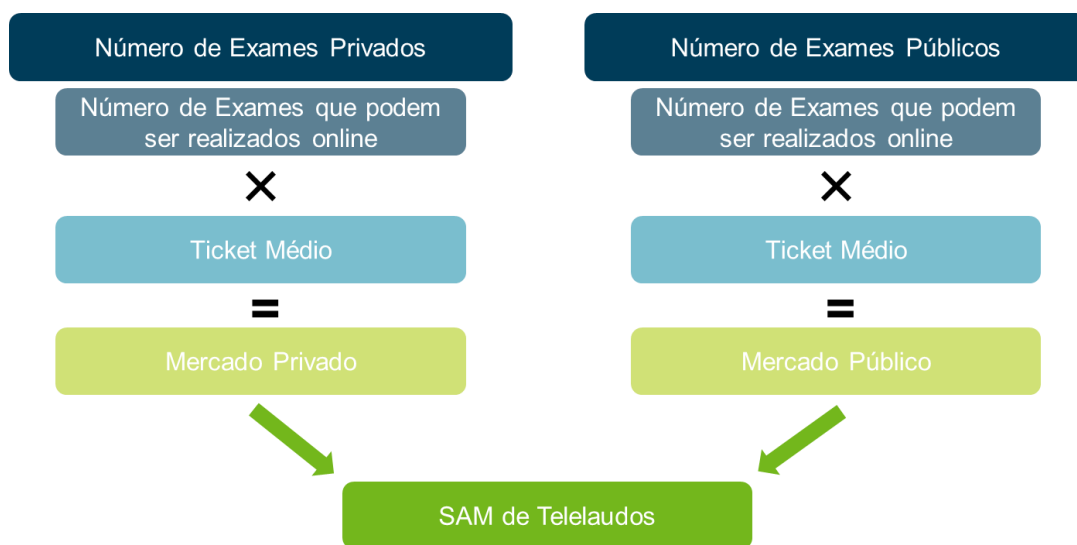 Número de Exames Privados
Número de Exames que podem
ser realizados online
×
Ticket Médio
=
Mercado Privado
Número de Exames Públicos
Número de Exames que podem
ser realizados online
×
Ticket Médio
=
Mercado Público
SAM de Telelaudos